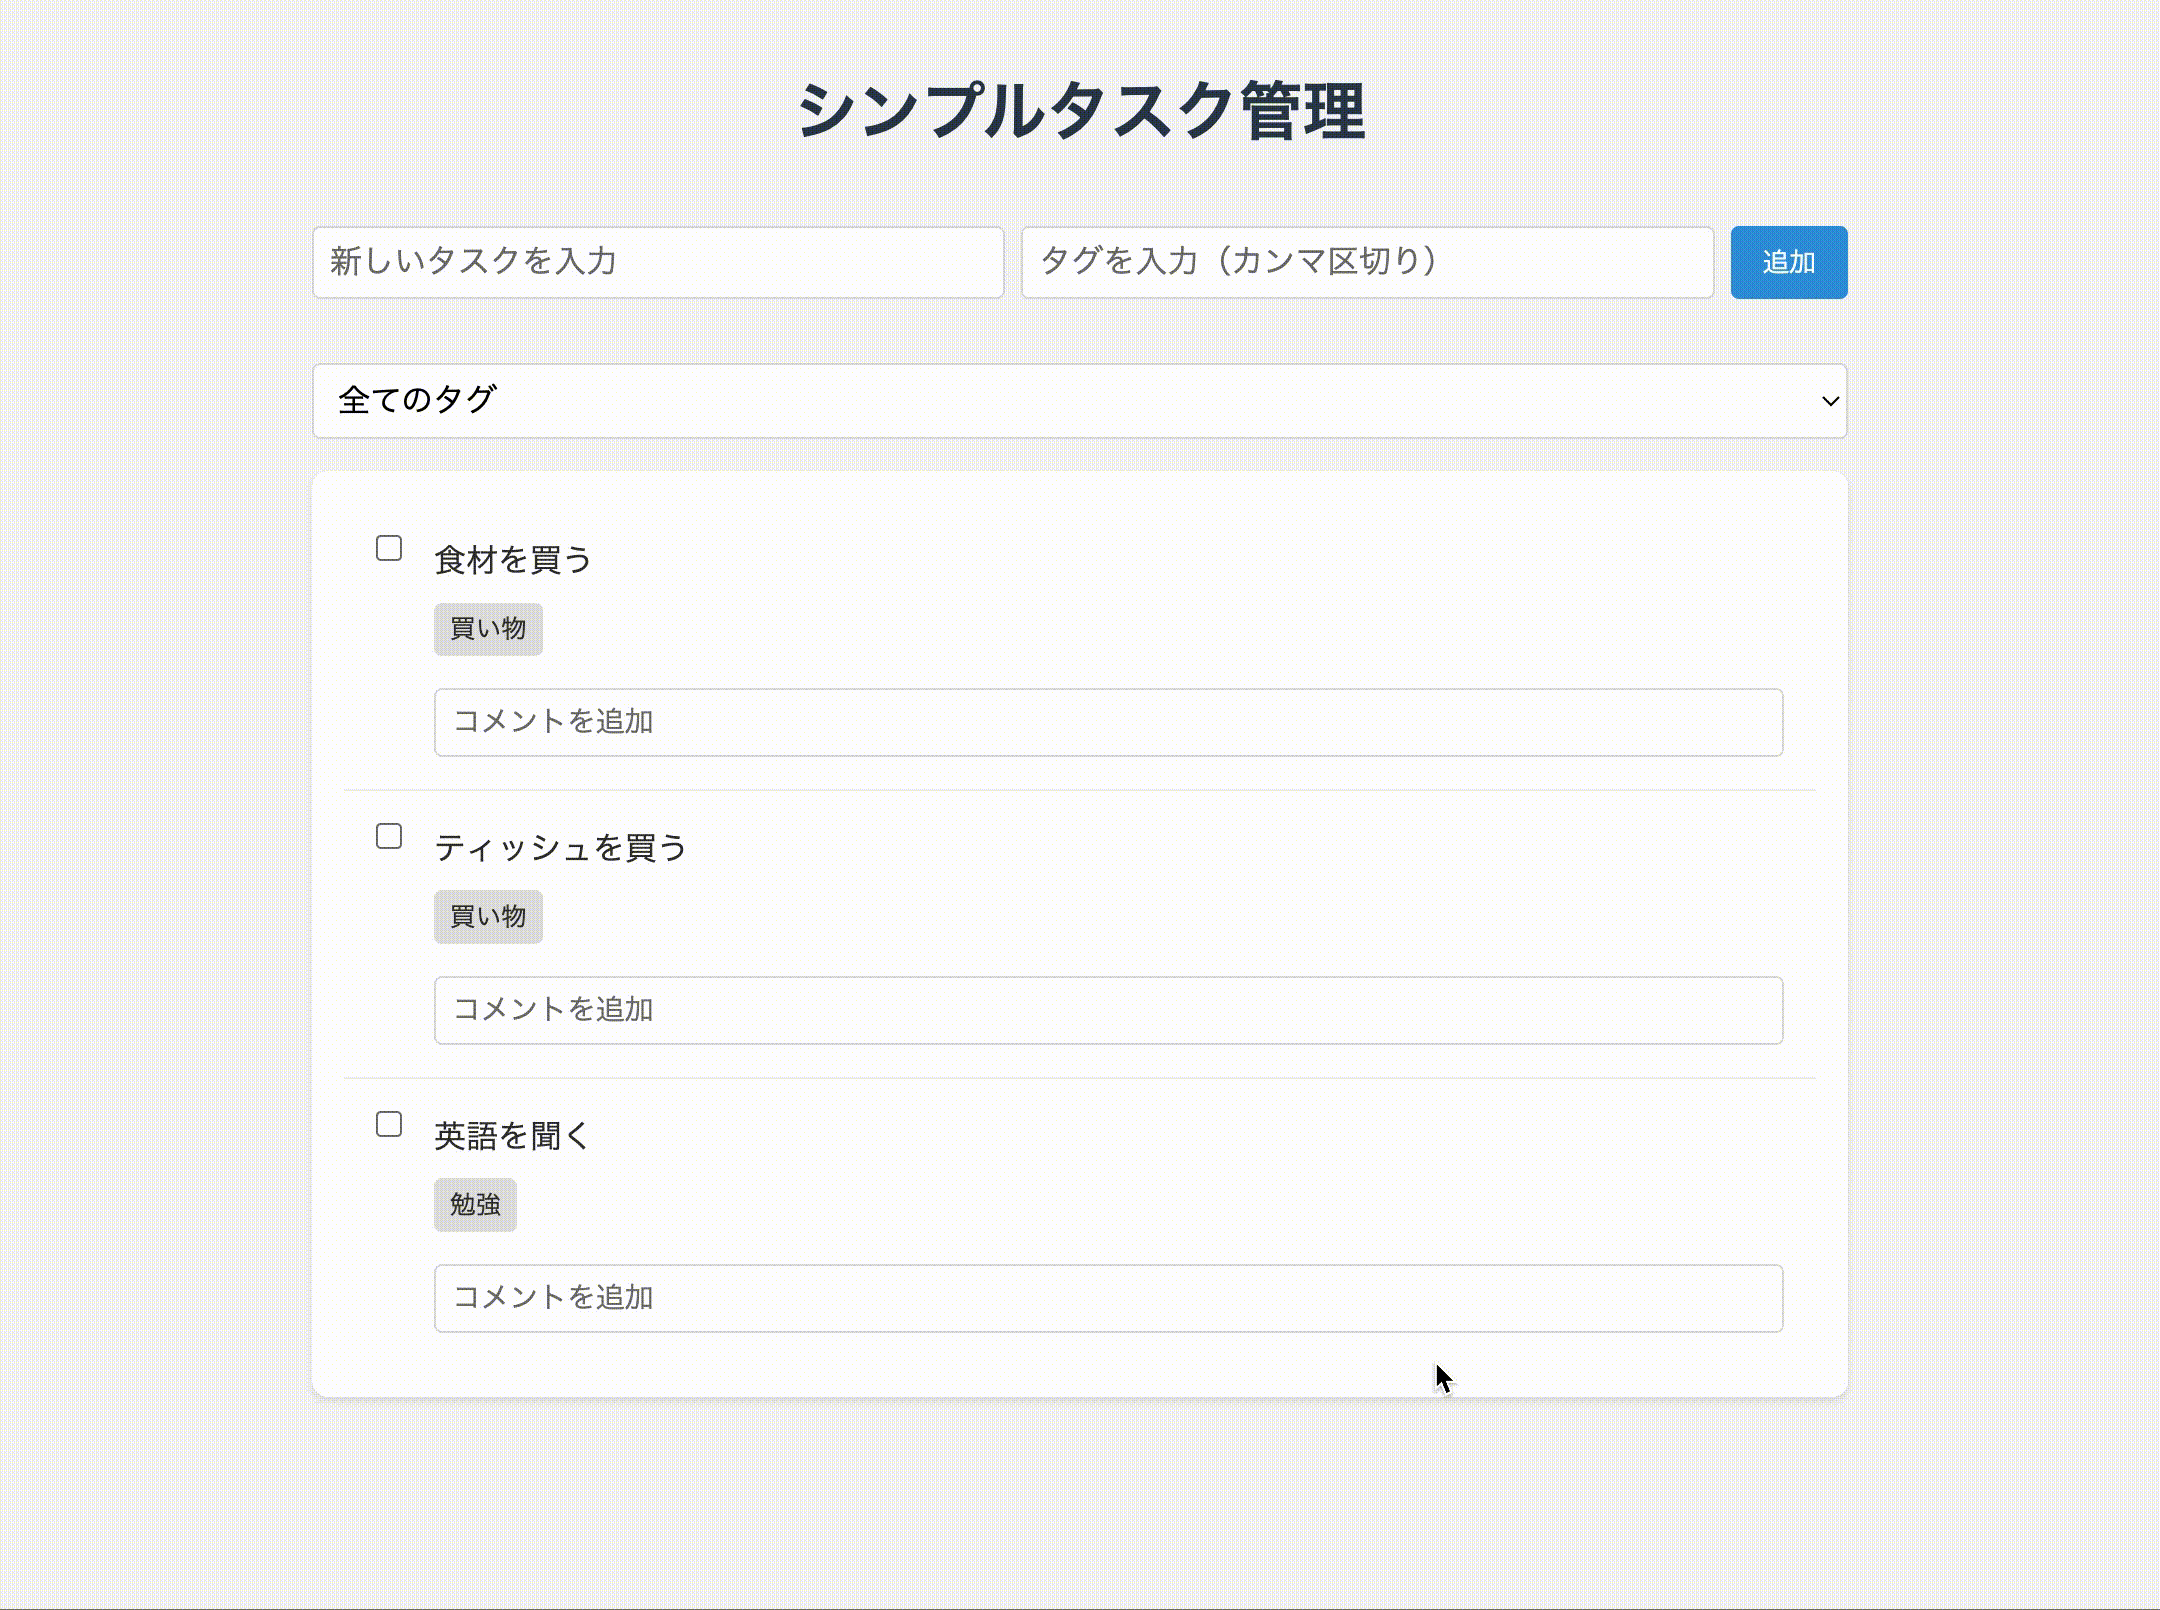 シンプルタスク管理
新しいタスクを入力
タグを入力（カンマ区切り）
追加
全てのタグ
食材を買う
買い物
コメントを追加
ティッシュを買う
買い物
コメントを追加
英語を聞く
勉強
コメントを追加